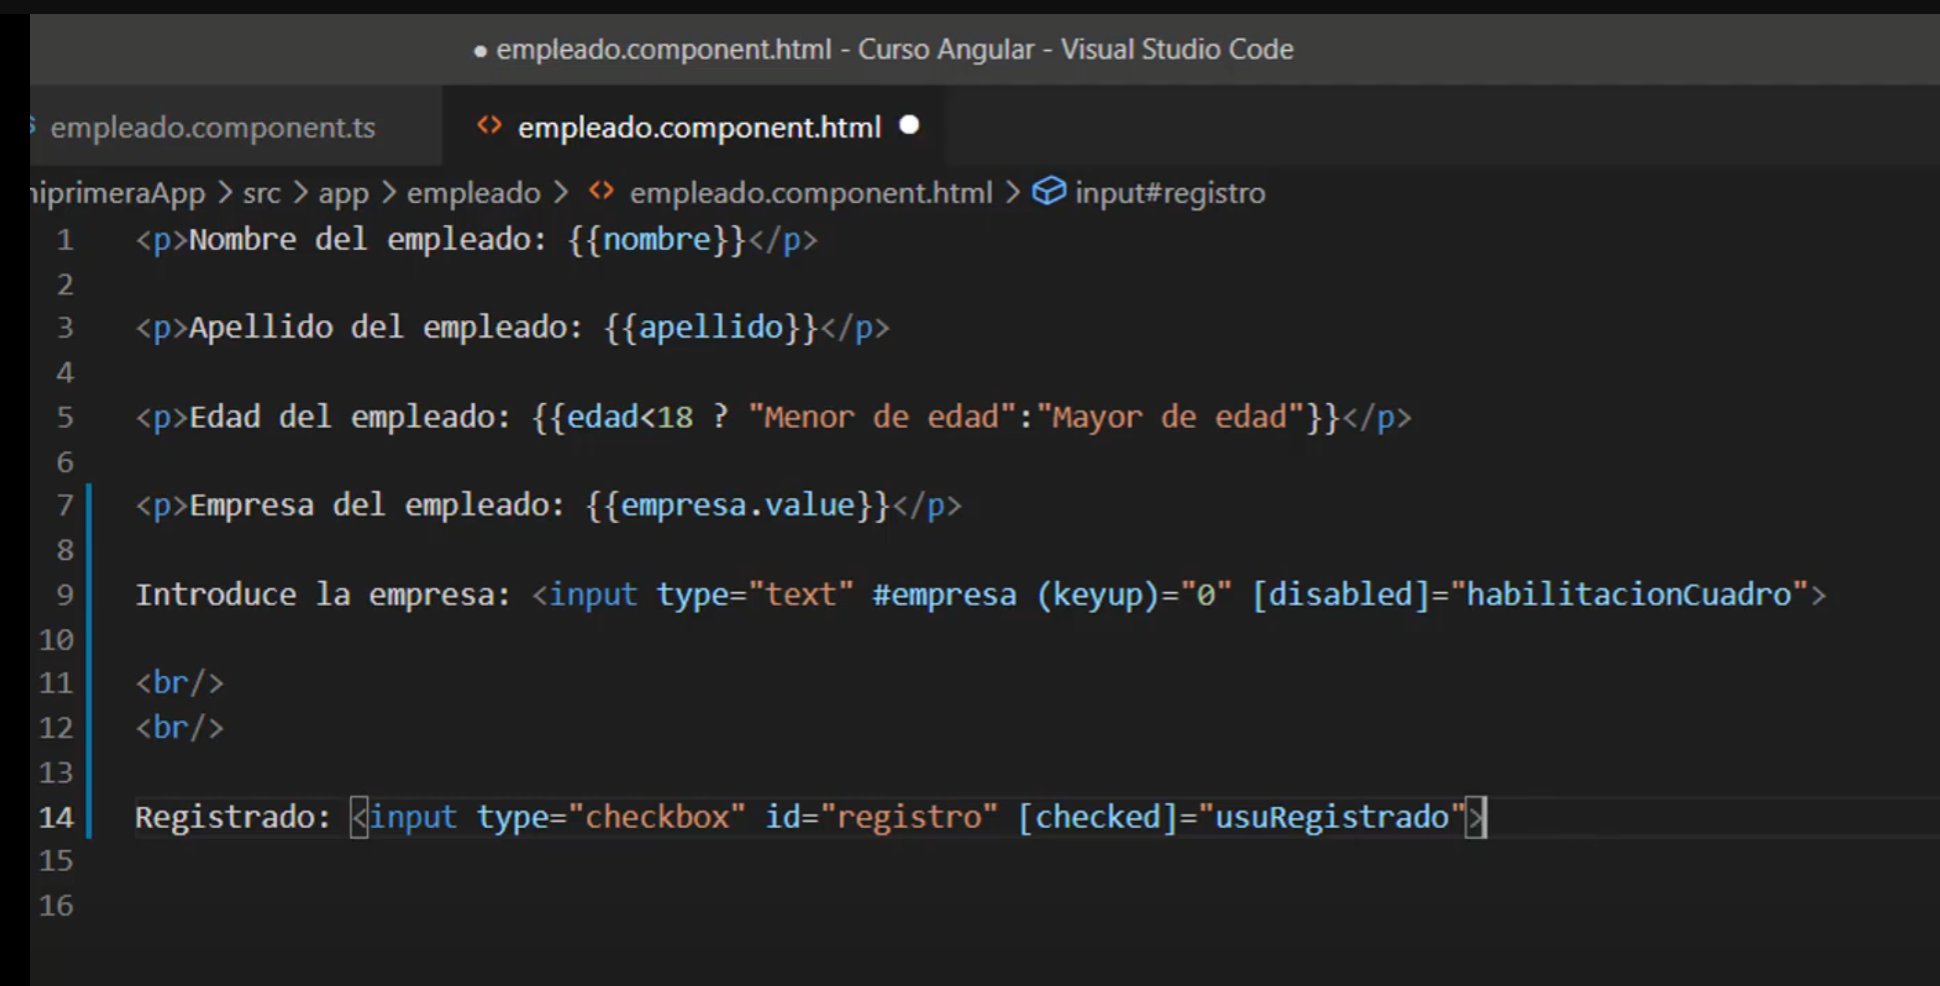 ● empleado.component.html - Curso Angular - Visual Studio Code
empleado.component.ts <> empleado.component.html ●
src > app > empleado > <> empleado.component.html > input#registro
1 <p>Nombre del empleado: {{nombre}}</p>
2
3 <p>Apellido del empleado: {{apellido}}</p>
4
5 <p>Edad del empleado: {{edad<18 ? "Menor de edad":"Mayor de edad"}}</p>
6
7 <p>Empresa del empleado: {{empresa.value}}</p>
8
9 Introduce la empresa: <input type="text" #empresa (keyup)="0" [disabled]="habilitacionCuadro">
10
11 <br/>
12 <br/>
13
14 Registrado: <input type="checkbox" id="registro" [checked]="usuRegistrado">
15
16